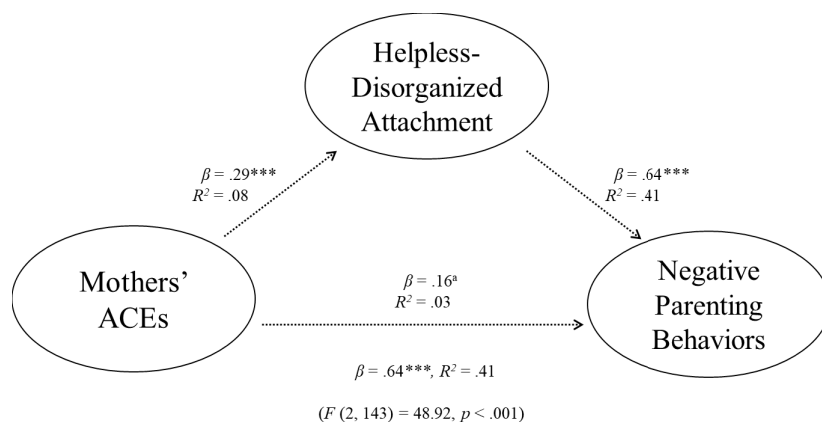 Helpless-
Disorganized
Attachment
β = .29***
R² = .08
β = .64***
R² = .41
Mothers’
ACEs
β = .16ᵃ
R² = .03
Negative
Parenting
Behaviors
β = .64***, R² = .41
(F (2, 143) = 48.92, p < .001)